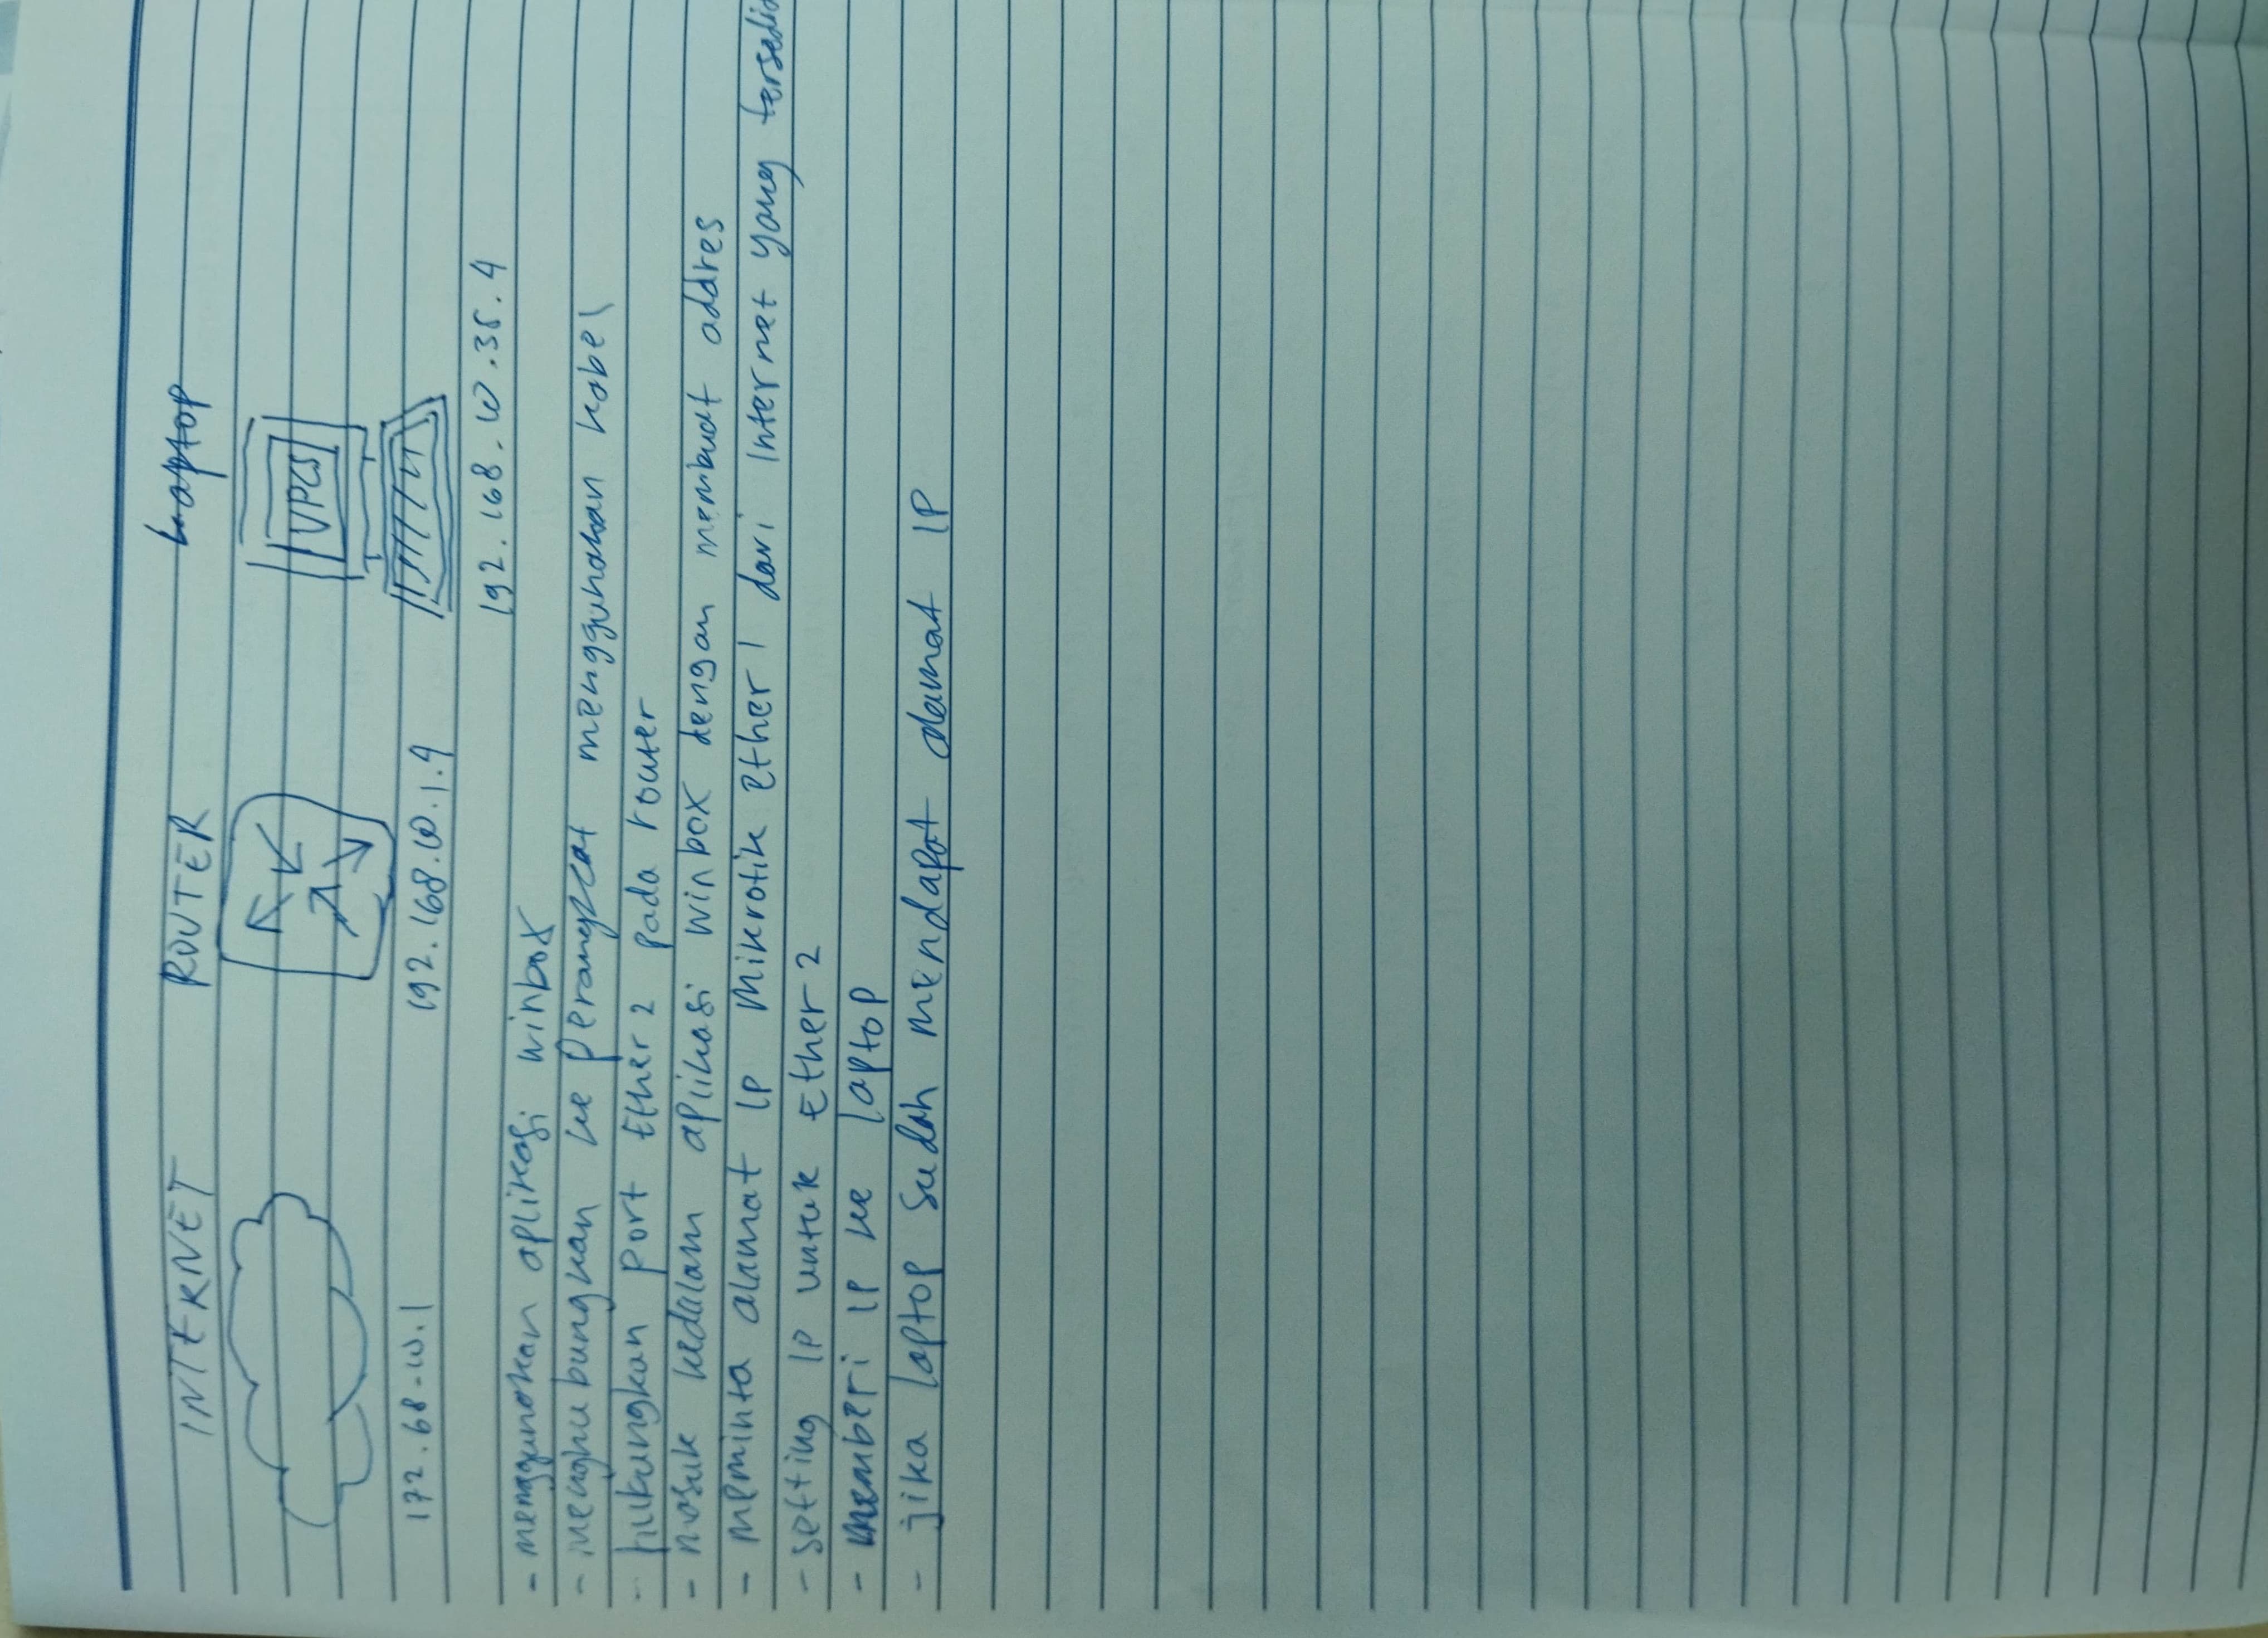 INTERNET ROUTER Laptop
VPCS
172.68.10.1 192.168.10.1.4
192.168.10.35.4
- menggunakan aplikasi winbox
- menghubungkan ke perangkat menggunakan kabel
- hubungkan port Ether 2 pada router
- masuk kedalam aplikasi winbox dengan membuat addres
- meminta alamat IP Mikrotik ether 1 dari Internet yang tersedia
- setting IP untuk Ether 2
- memberi IP ke laptop
- jika laptop sudah mendapat alamat IP